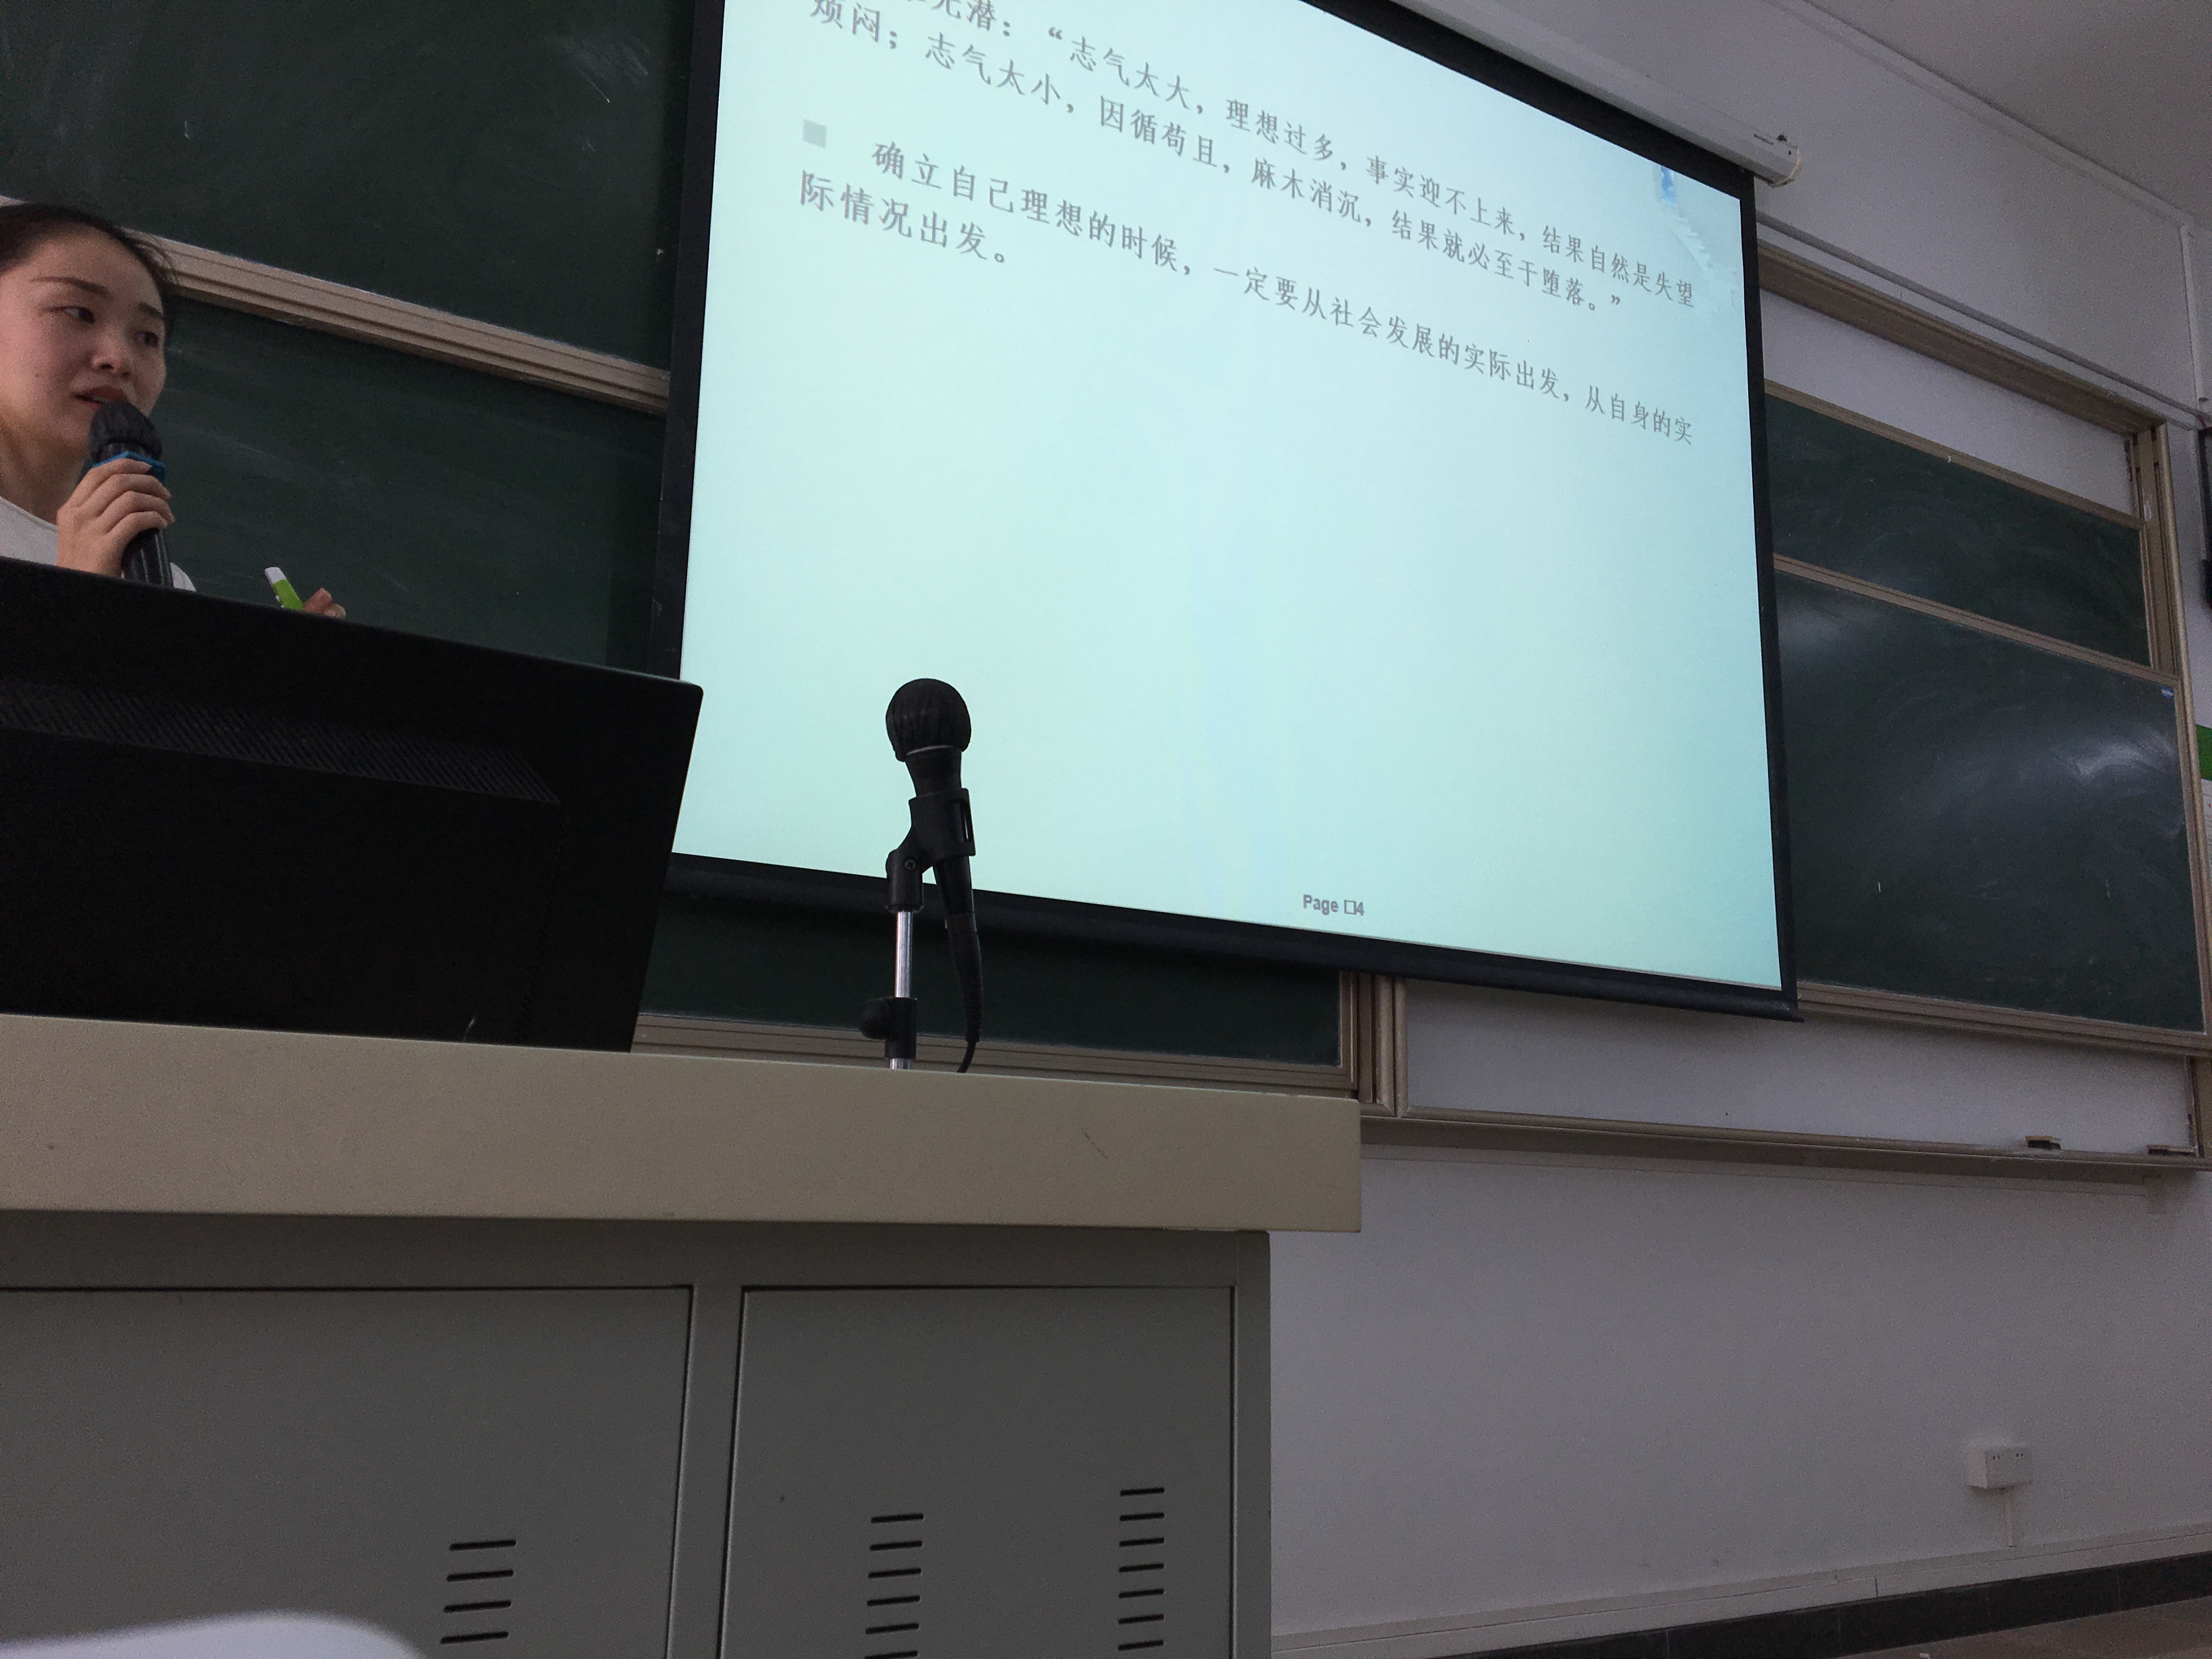 光潜：“志气太大，理想过多，事实迎不上来，结果自然是失望
烦闷；志气太小，因循苟且，麻木消沉，结果就必至于堕落。”
确立自己理想的时候，一定要从社会发展的实际出发，从自身的实
际情况出发。
Page □4